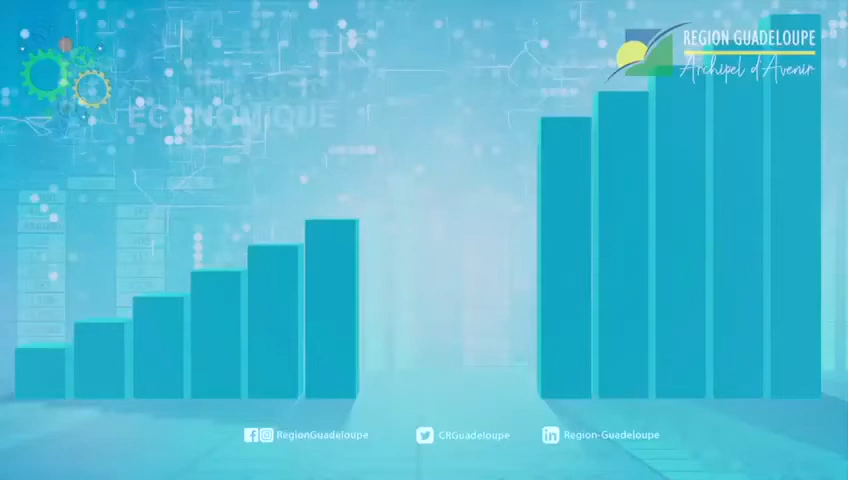 REGION GUADELOUPE
Archipel d'Avenir
ECONOMIQUE
RegionGuadeloupe
CRGuadeloupe
Region-Guadeloupe